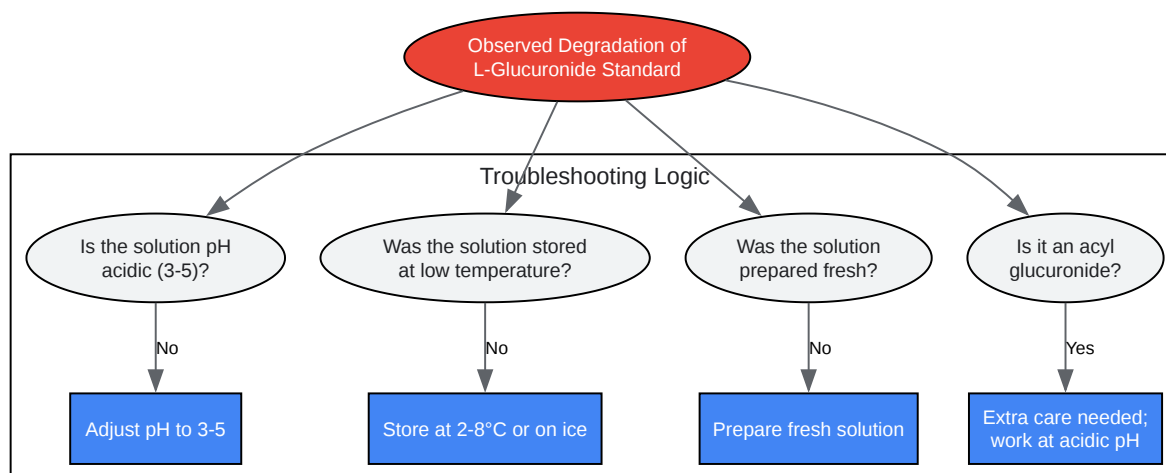 Observed Degradation of
L-Glucuronide Standard
Troubleshooting Logic
Is the solution pH
acidic (3-5)?
Was the solution stored
at low temperature?
Was the solution
prepared fresh?
Is it an acyl
glucuronide?
No
No
No
Yes
Adjust pH to 3-5
Store at 2-8°C or on ice
Prepare fresh solution
Extra care needed;
work at acidic pH